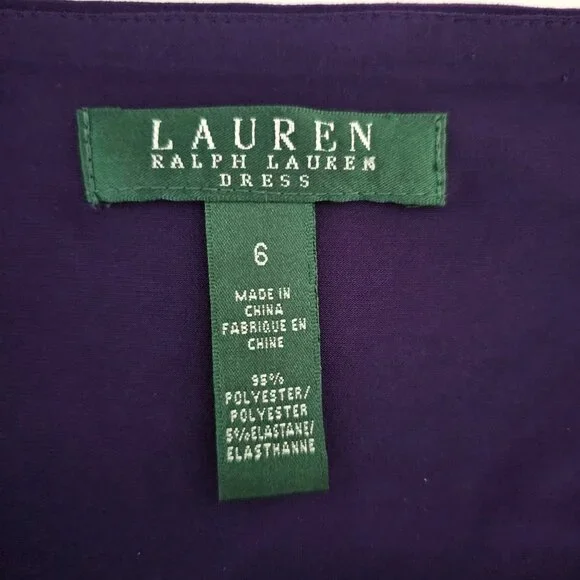 LAUREN
RALPH LAUREN
DRESS
6
MADE IN
CHINA
FABRIQUE EN
CHINE
95%
POLYESTER/
POLYESTER
5%ELASTANE/
ELASTHANNE